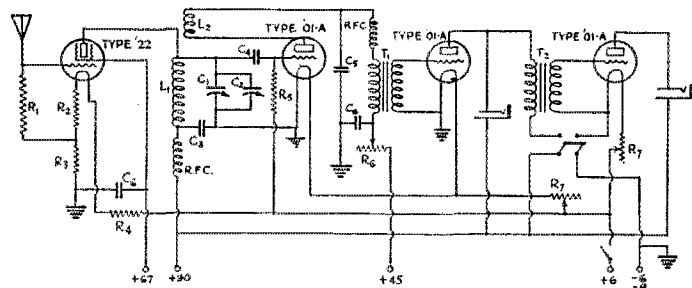 TYPE '22
L2
C4
TYPE '01-A
RFC
C5
T1
TYPE '01-A
T2
TYPE '01-A
R1
R2
L1
C1
C2
R5
C6
R3
C3
R6
R7
C6
R.F.C.
R7
R4
+67
+90
+45
+6